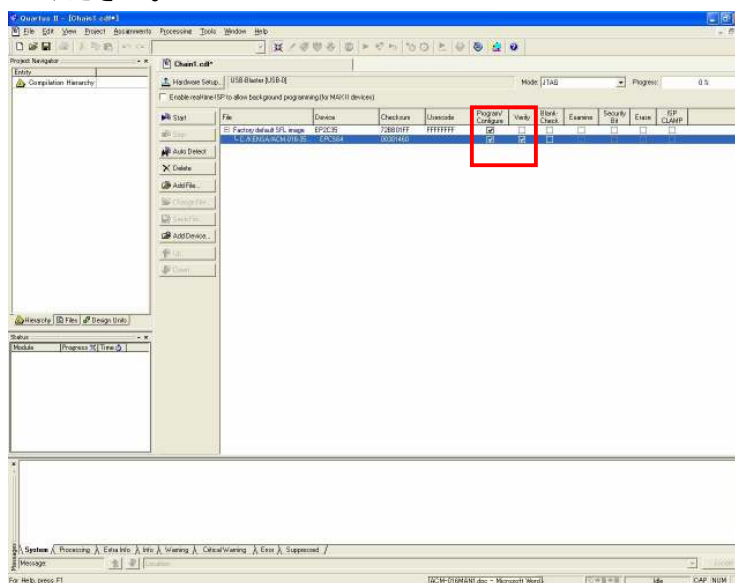 Quartus II - [Chain1.cdf*]
File Edit View Project Assignments Processing Tools Window Help
Project Navigator
Entity
Compilation Hierarchy
Hierarchy Files Design Units
Status
Module Progress % Time
Chain1.cdf*
Hardware Setup... USB-Blaster [USB-0] Mode: JTAG Progress: 0 %
Enable real-time ISP to allow background programming (for MAX II devices)
Start
Stop
Auto Detect
Delete
Add File...
Change File...
Save File...
Add Device...
Up
Down
File Device Checksum Usercode Program/Configure Verify Blank-Check Examine Security Bit Erase ISP CLAMP
Factory default SFL image EP2C35 FFFFFFFF
EPCS64
System Processing Extra Info Info Warning Critical Warning Error Suppressed
Messages
Message: Location: Locate
For Help, press F1 Idle CAP NUM